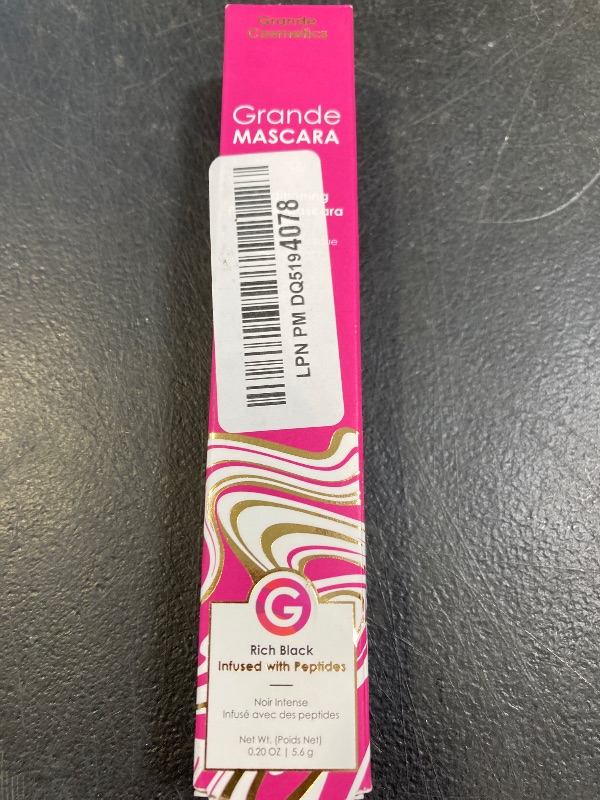 Grande
Cosmetics
Grande
MASCARA
LPN PM DQ5194078
G
Rich Black
Infused with Peptides
Noir Intense
Infusé avec des peptides
Net Wt. (Poids Net)
0.20 OZ | 5.6 g